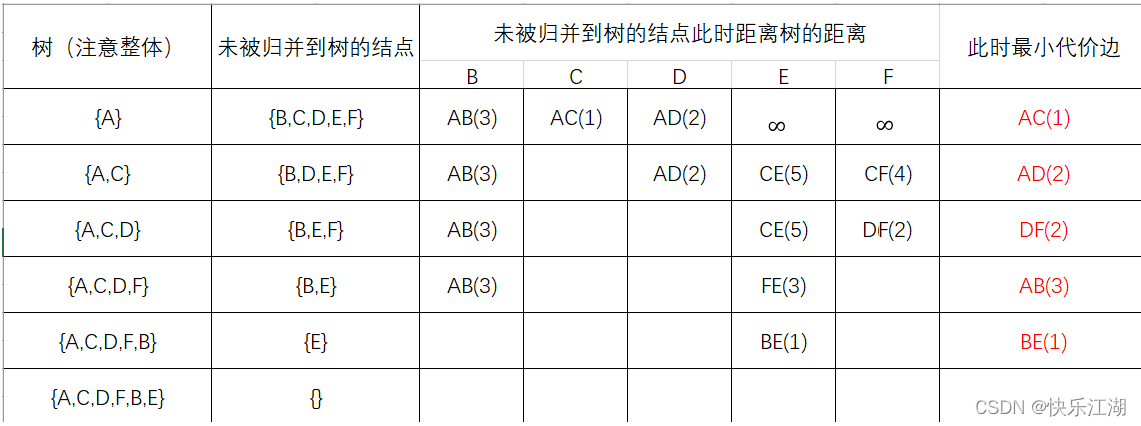 树（注意整体） 未被归并到树的结点 未被归并到树的结点此时距离树的距离 此时最小代价边
B C D E F
{A} {B,C,D,E,F} AB(3) AC(1) AD(2) ∞ ∞ AC(1)
{A,C} {B,D,E,F} AB(3) AD(2) CE(5) CF(4) AD(2)
{A,C,D} {B,E,F} AB(3) CE(5) DF(2) DF(2)
{A,C,D,F} {B,E} AB(3) FE(3) AB(3)
{A,C,D,F,B} {E} BE(1) BE(1)
{A,C,D,F,B,E} {}
CSDN @快乐江湖